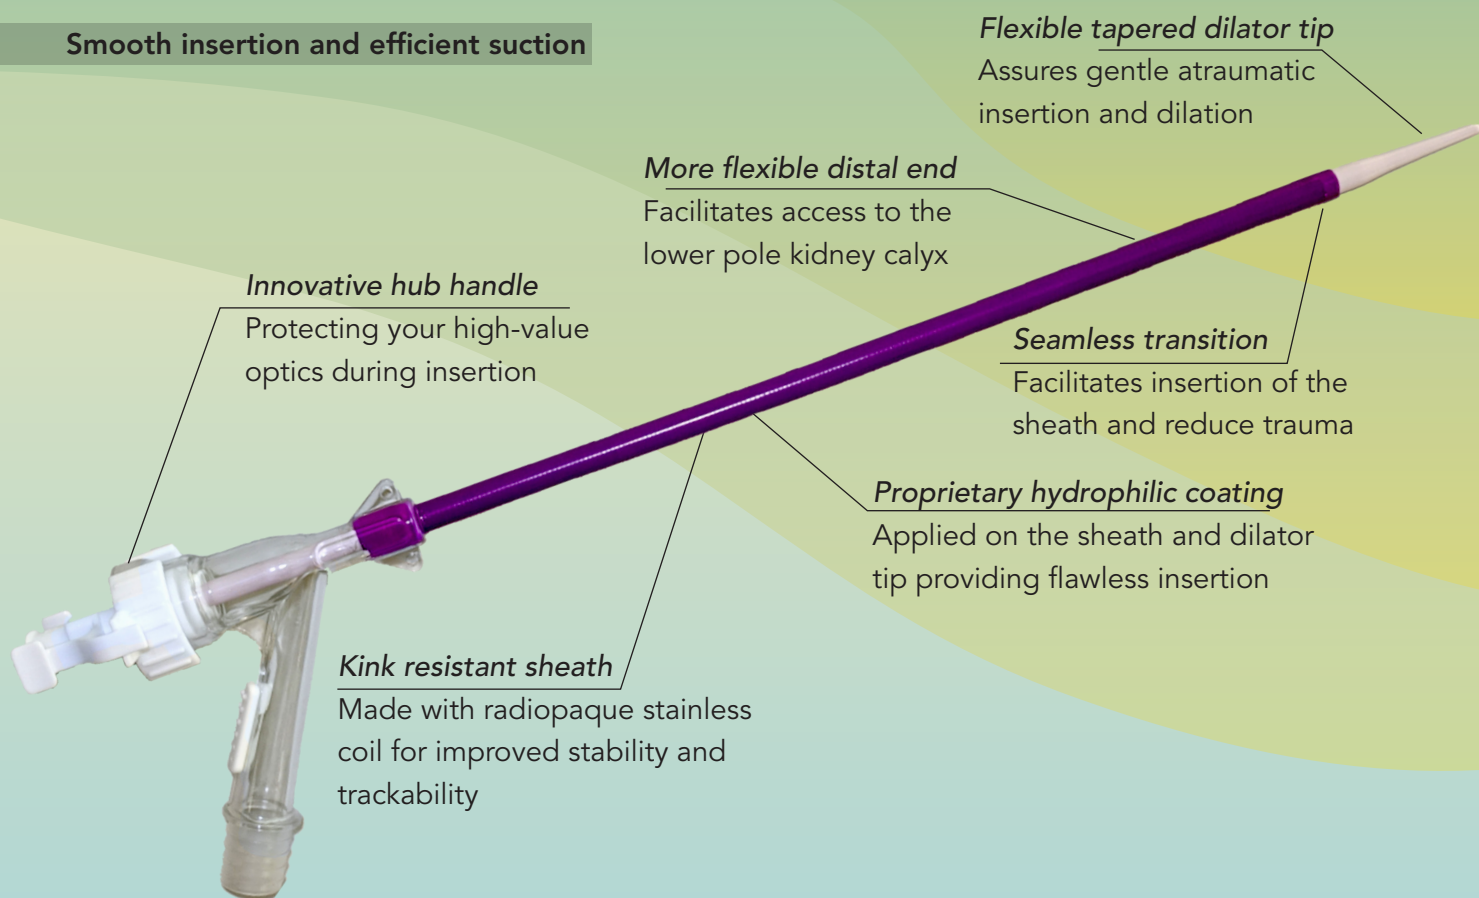 Smooth insertion and efficient suction
Flexible tapered dilator tip
Assures gentle atraumatic
insertion and dilation
More flexible distal end
Facilitates access to the
lower pole kidney calyx
Innovative hub handle
Protecting your high-value
optics during insertion
Seamless transition
Facilitates insertion of the
sheath and reduce trauma
Proprietary hydrophilic coating
Applied on the sheath and dilator
tip providing flawless insertion
Kink resistant sheath
Made with radiopaque stainless
coil for improved stability and
trackability